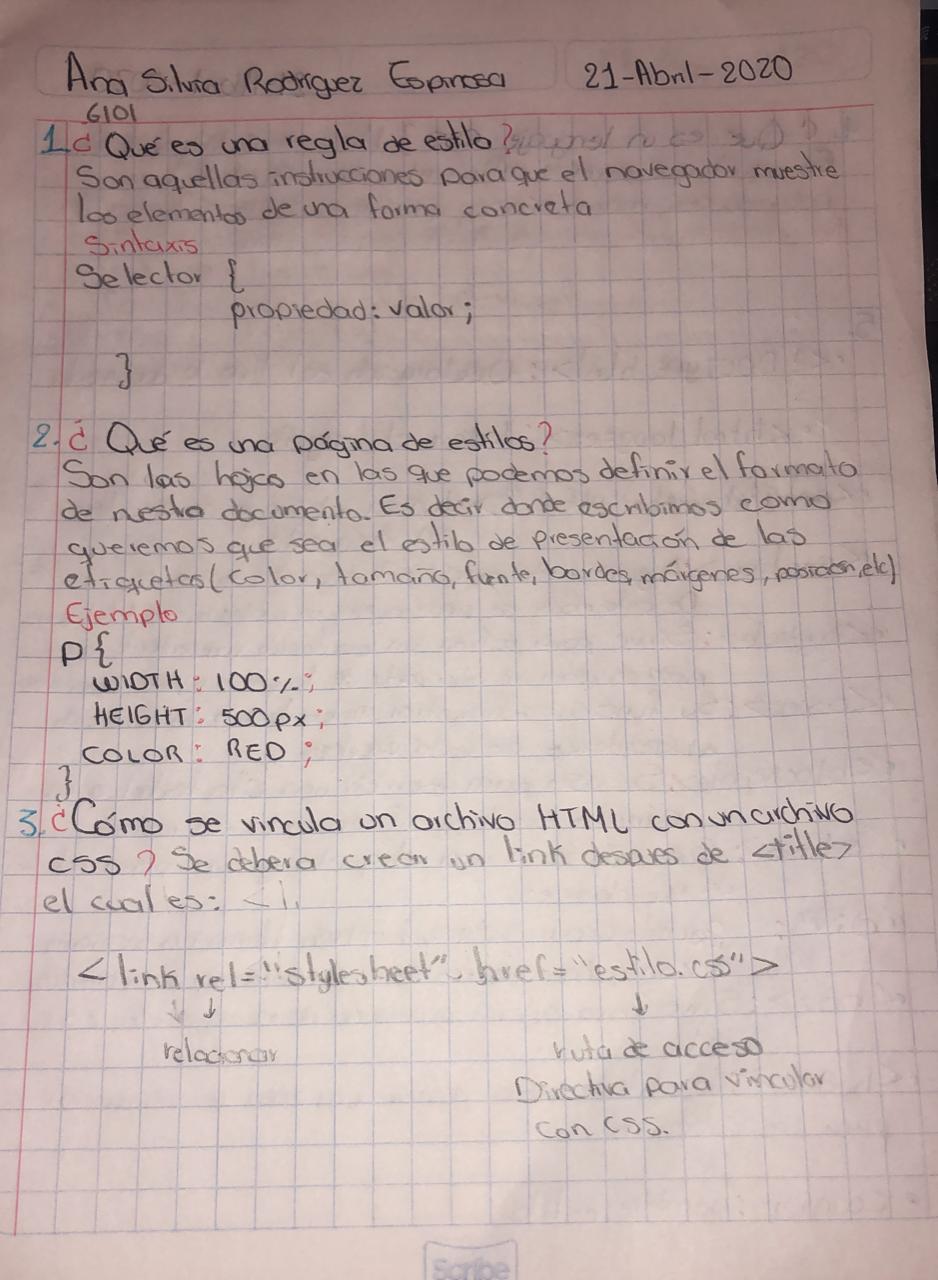 Ana Silvia Rodríguez Espinosa 21-Abril-2020
6101
1. ¿Qué es una regla de estilo?
Son aquellas instrucciones para que el navegador muestre
los elementos de una forma concreta
Sintaxis
Selector {
propiedad: valor;
}
2. ¿Qué es una página de estilos?
Son las hojas en las que podemos definir el formato
de nestro documento. Es decir donde escribimos como
queremos que sea el estilo de presentación de las
etiquetas (color, tamaño, fuente, bordes, márgenes, posición, etc)
Ejemplo
P{
WIDTH: 100%;
HEIGHT: 500px;
COLOR: RED;
}
3. ¿Cómo se vincula un archivo HTML con un archivo
CSS? Se debera crear un link despues de <title>
el cual es:
<link rel="stylesheet" href="estilo.css">
↓ ↓ ↓
relacionar ruta de acceso
Directiva para vincular
con CSS.
Scribe